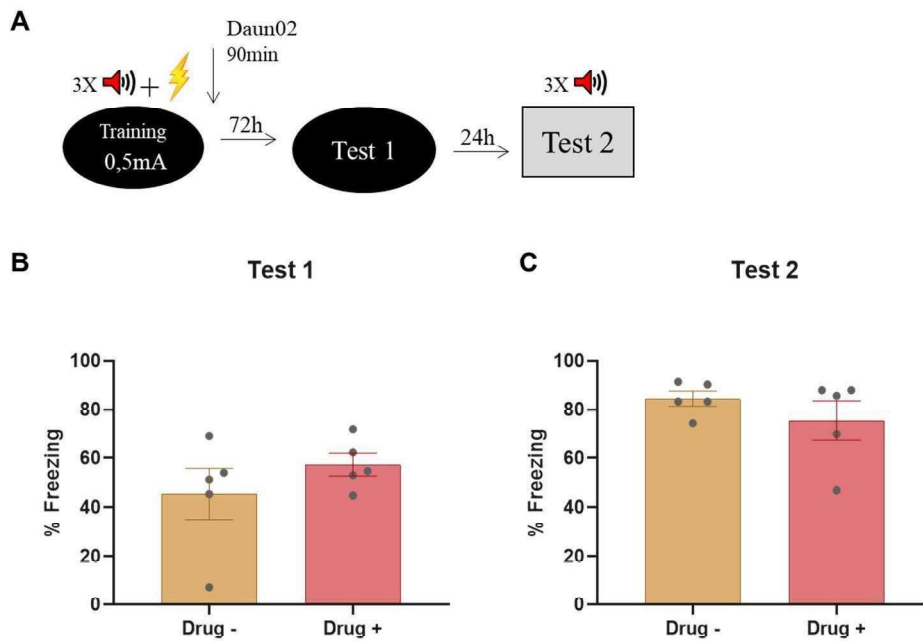 A
Daun02
90min
3X + 
3X
Training
0,5mA
72h
Test 1
24h
Test 2
B
Test 1
% Freezing
100
80
60
40
20
0
Drug -
Drug +
C
Test 2
% Freezing
100
80
60
40
20
0
Drug -
Drug +